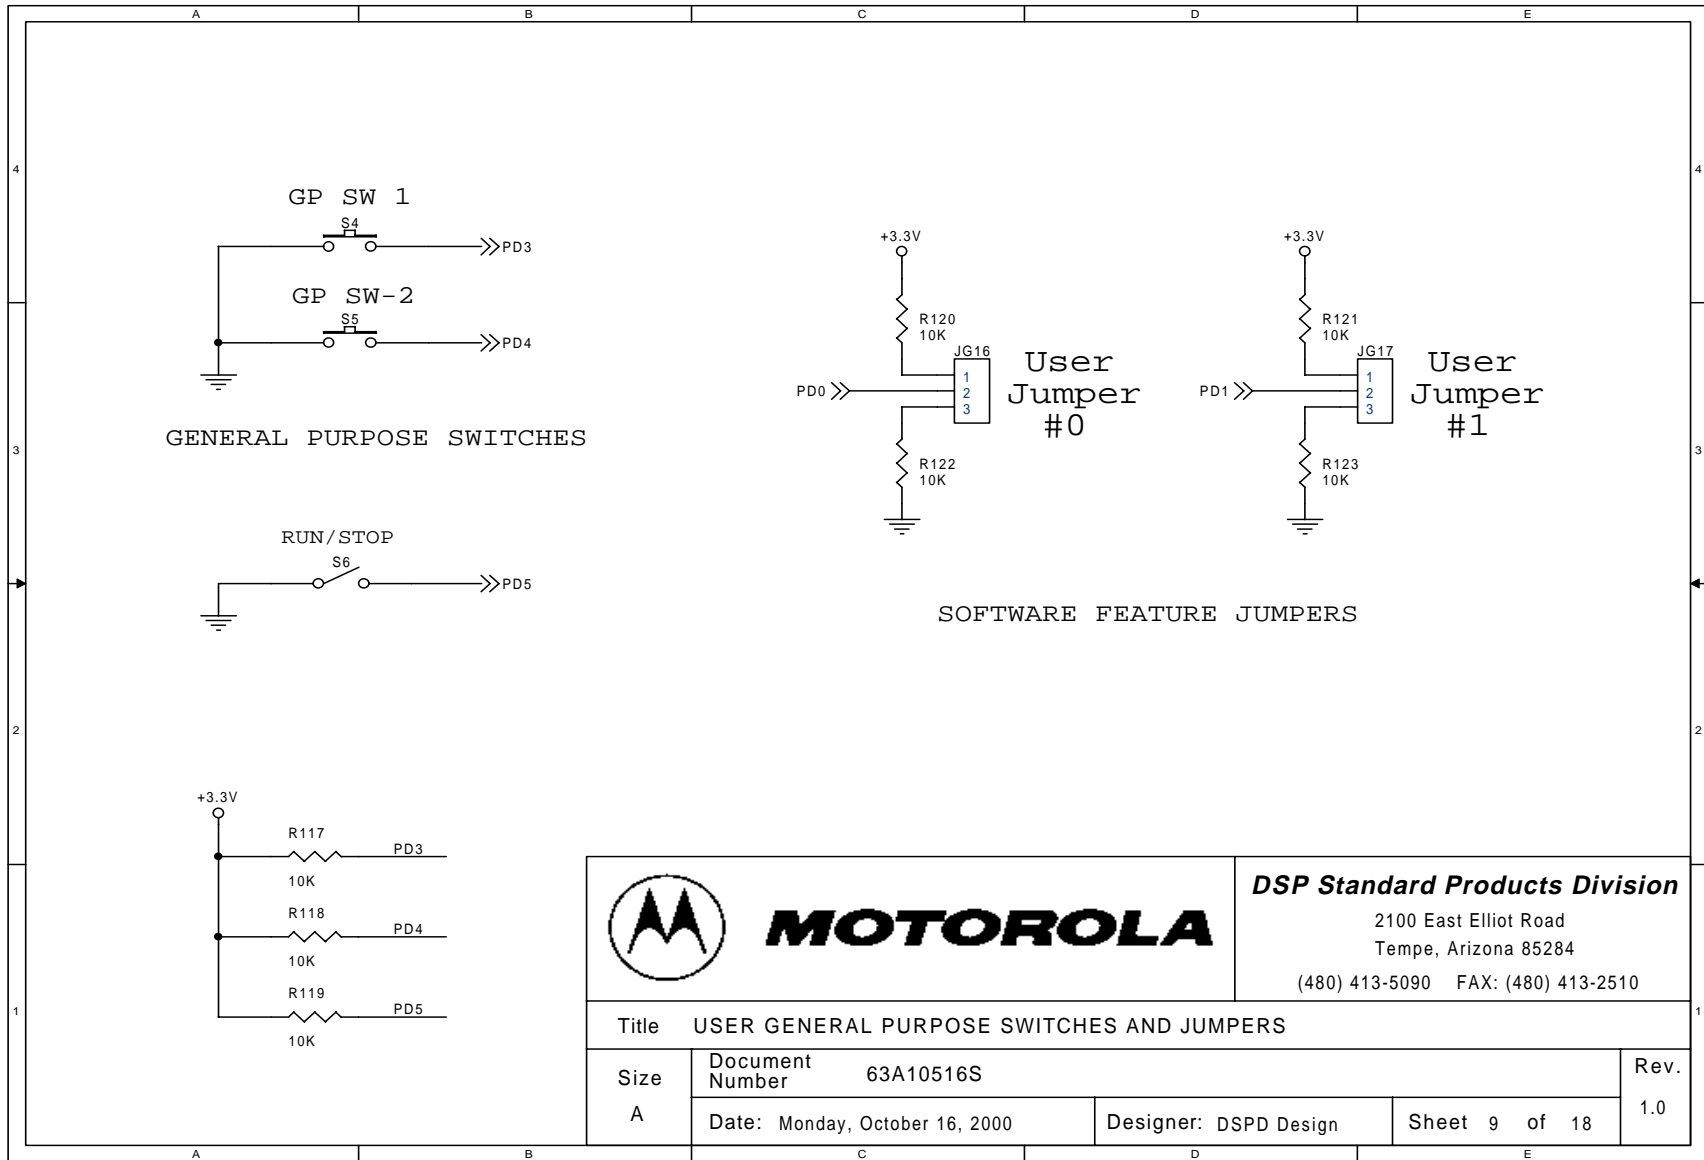 A B C D E
4 4
GP SW 1
S4
PD3
GP SW-2
S5
PD4
GENERAL PURPOSE SWITCHES
3 3
RUN/STOP
S6
PD5
+3.3V
R120
10K
JG16
1
2
3
PD0
User
Jumper
#0
R122
10K
+3.3V
R121
10K
JG17
1
2
3
PD1
User
Jumper
#1
R123
10K
SOFTWARE FEATURE JUMPERS
2 2
+3.3V
R117
PD3
10K
R118
PD4
10K
R119
PD5
10K
1 1
MOTOROLA
DSP Standard Products Division
2100 East Elliot Road
Tempe, Arizona 85284
(480) 413-5090 FAX: (480) 413-2510
Title USER GENERAL PURPOSE SWITCHES AND JUMPERS
Size
A
Document
Number 63A10516S
Rev.
1.0
Date: Monday, October 16, 2000 Designer: DSPD Design Sheet 9 of 18
A B C D E